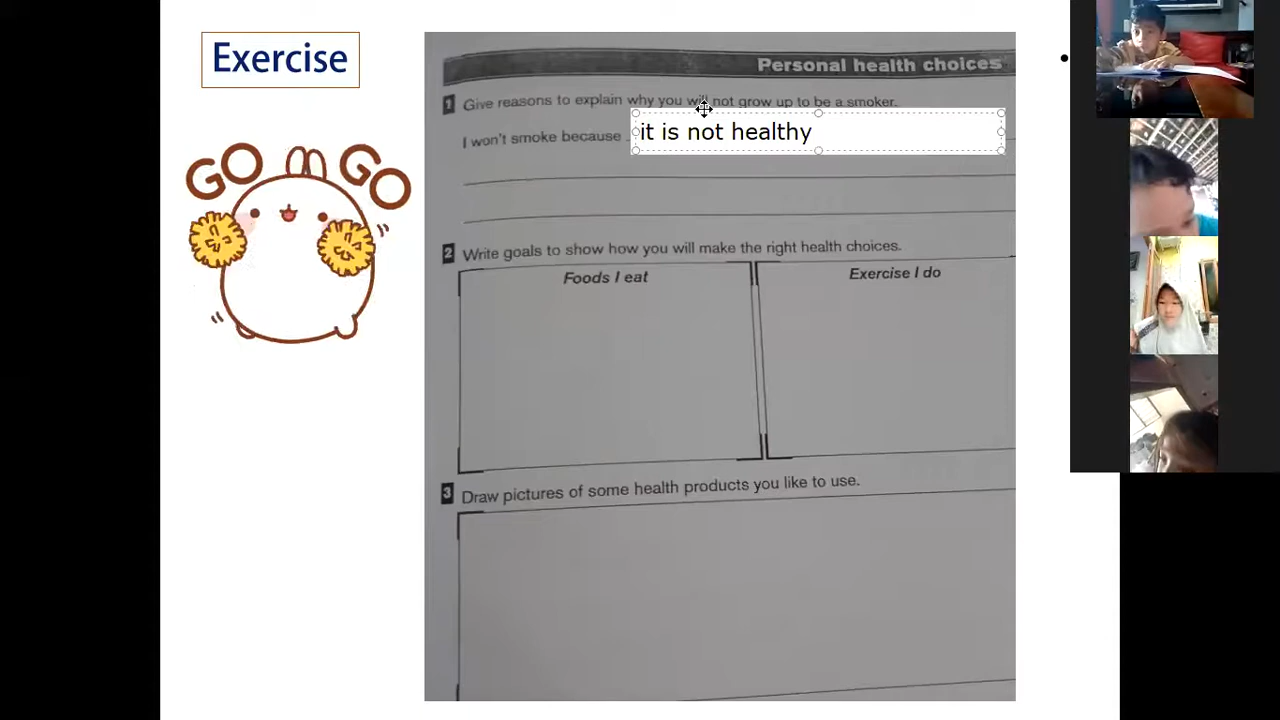 Exercise
GO GO
Personal health choices
1 Give reasons to explain why you will not grow up to be a smoker.
I won't smoke because it is not healthy
2 Write goals to show how you will make the right health choices.
Foods I eat
Exercise I do
3 Draw pictures of some health products you like to use.